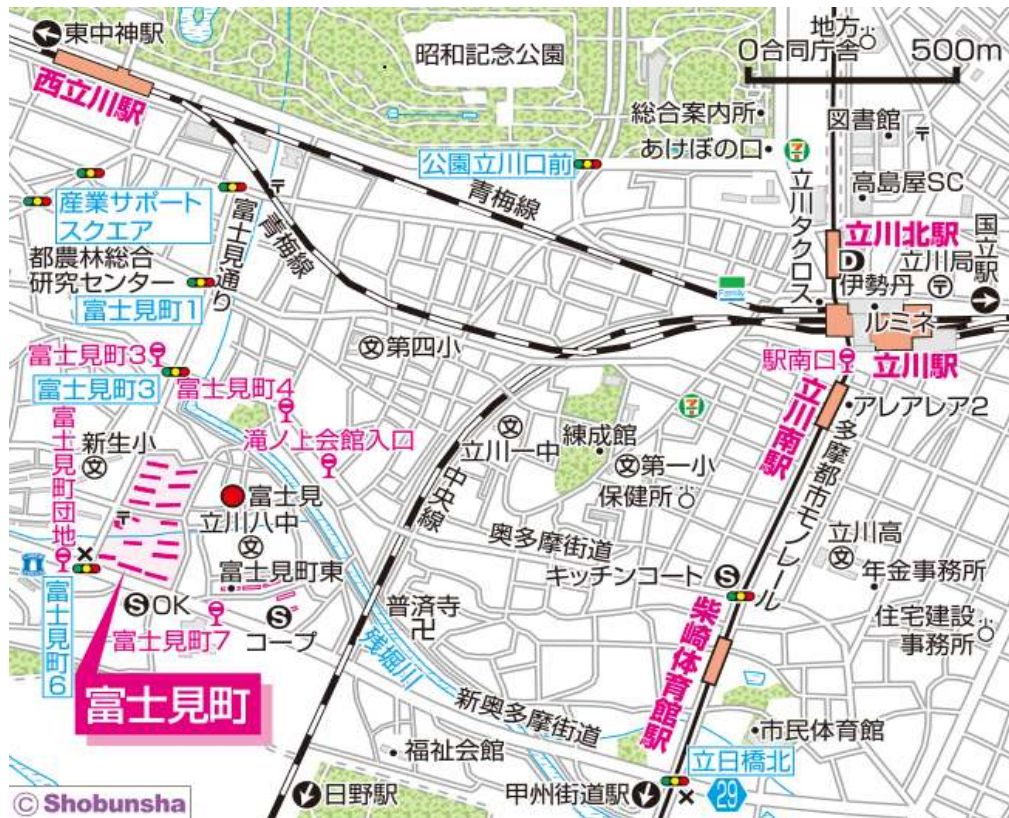 東中神駅
西立川駅
昭和記念公園
地方
合同庁舎
0
500m
総合案内所
あけぼの口
図書館
高島屋SC
公園立川口前
青梅線
立川タクロス
立川北駅
立川局
国立駅
D
伊勢丹
ルミネ
立川駅
産業サポート
スクエア
富士見通り
青梅線
都農林総合
研究センター
富士見町1
Family
富士見町3
富士見町3
富士見町4
文第四小
駅南口
立川南駅
アレアレア2
多摩都市モノレール
富士見町団地
新生小
文
滝ノ上会館入口
文
立川一中
練成館
文第一小
保健所
中央線
富士見
立川八中
文
奥多摩街道
立川高
文
キッチンコート
S
年金事務所
富士見町東
普済寺
住宅建設
事務所
SOK
S
コープ
富士見町7
富士見町6
残堀川
柴崎体育館駅
富士見町
新奥多摩街道
福祉会館
市民体育館
立日橋北
29
日野駅
甲州街道駅
© Shobunsha